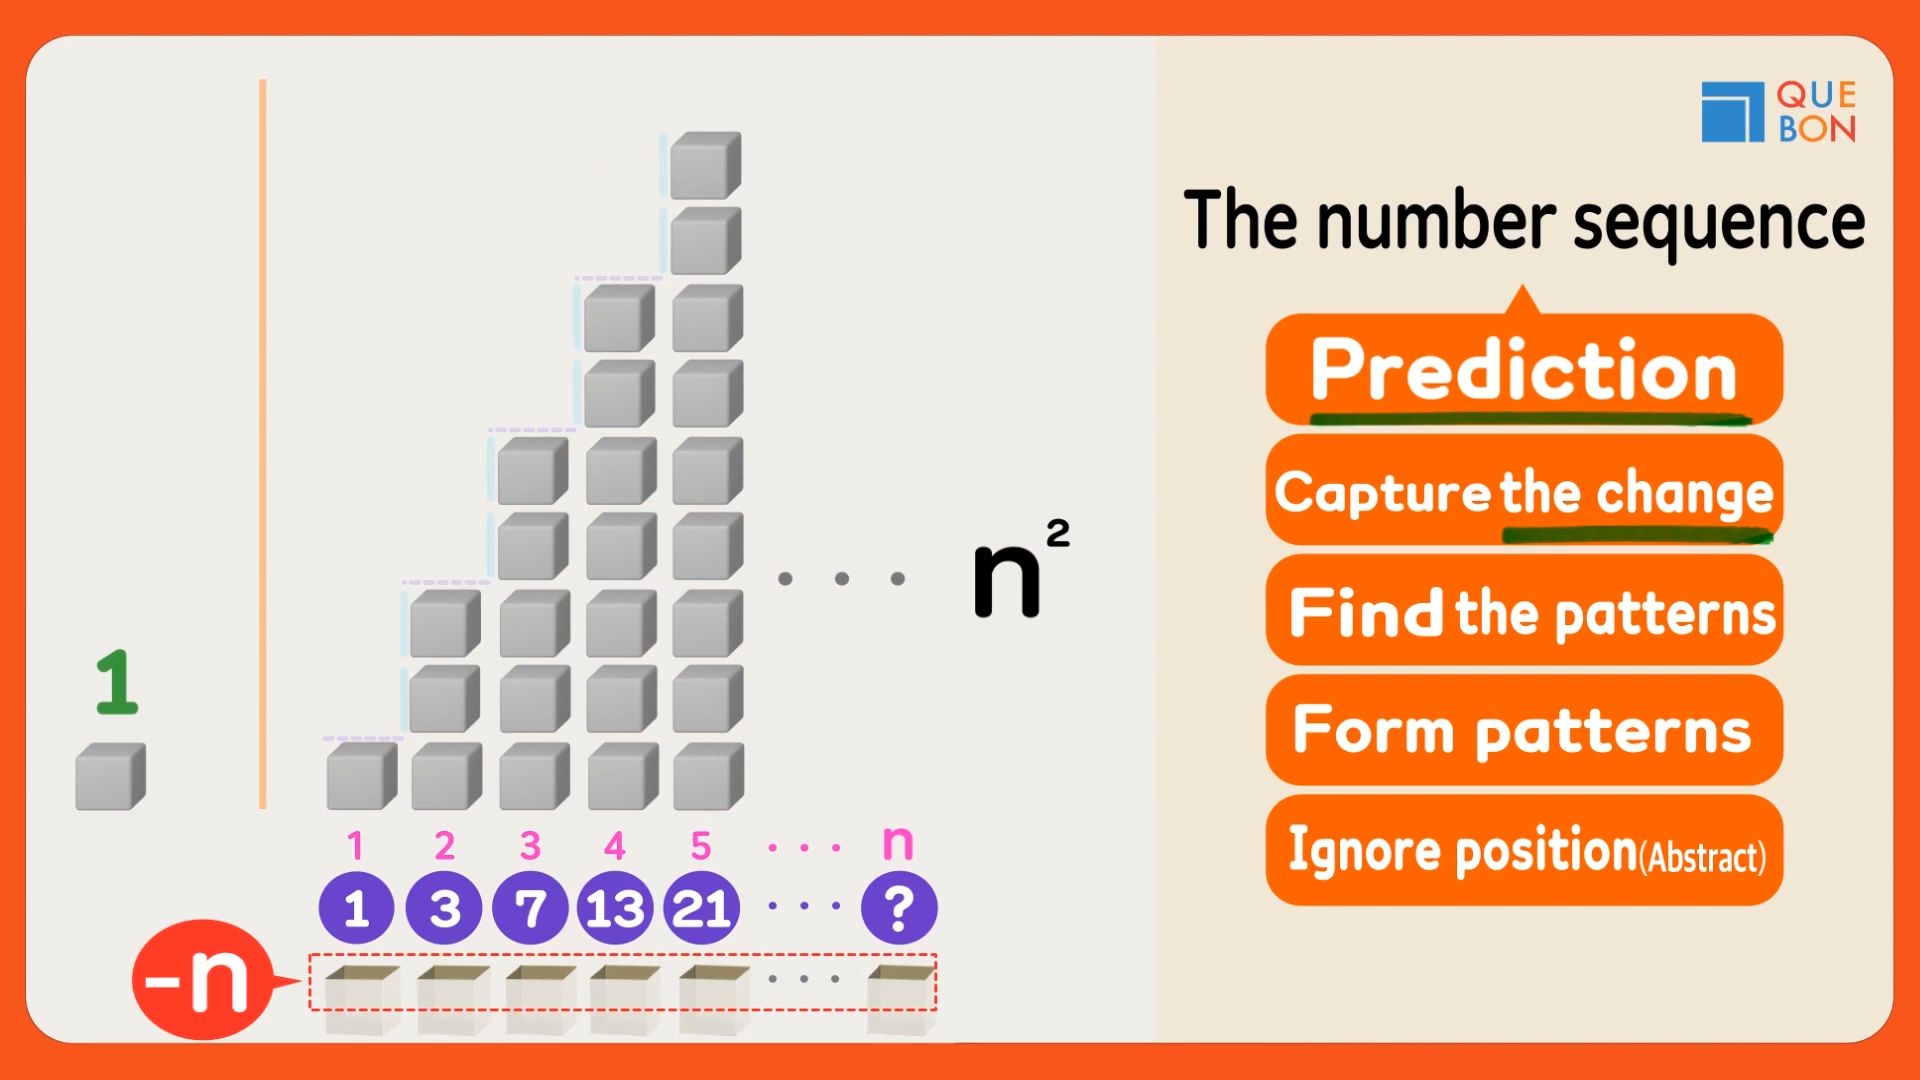 QUE
BON
The number sequence
Prediction
Capture the change
Find the patterns
Form patterns
Ignore position(Abstract)
1
n²
1 2 3 4 5 . . . n
1 3 7 13 21 . . . ?
-n